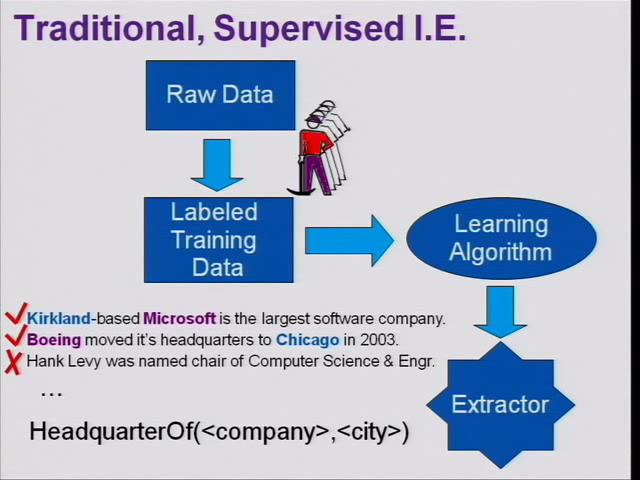 Traditional, Supervised I.E.
Raw Data
Labeled
Training
Data
Learning
Algorithm
Kirkland-based Microsoft is the largest software company.
Boeing moved it's headquarters to Chicago in 2003.
Hank Levy was named chair of Computer Science & Engr.
...
HeadquarterOf(<company>,<city>)
Extractor